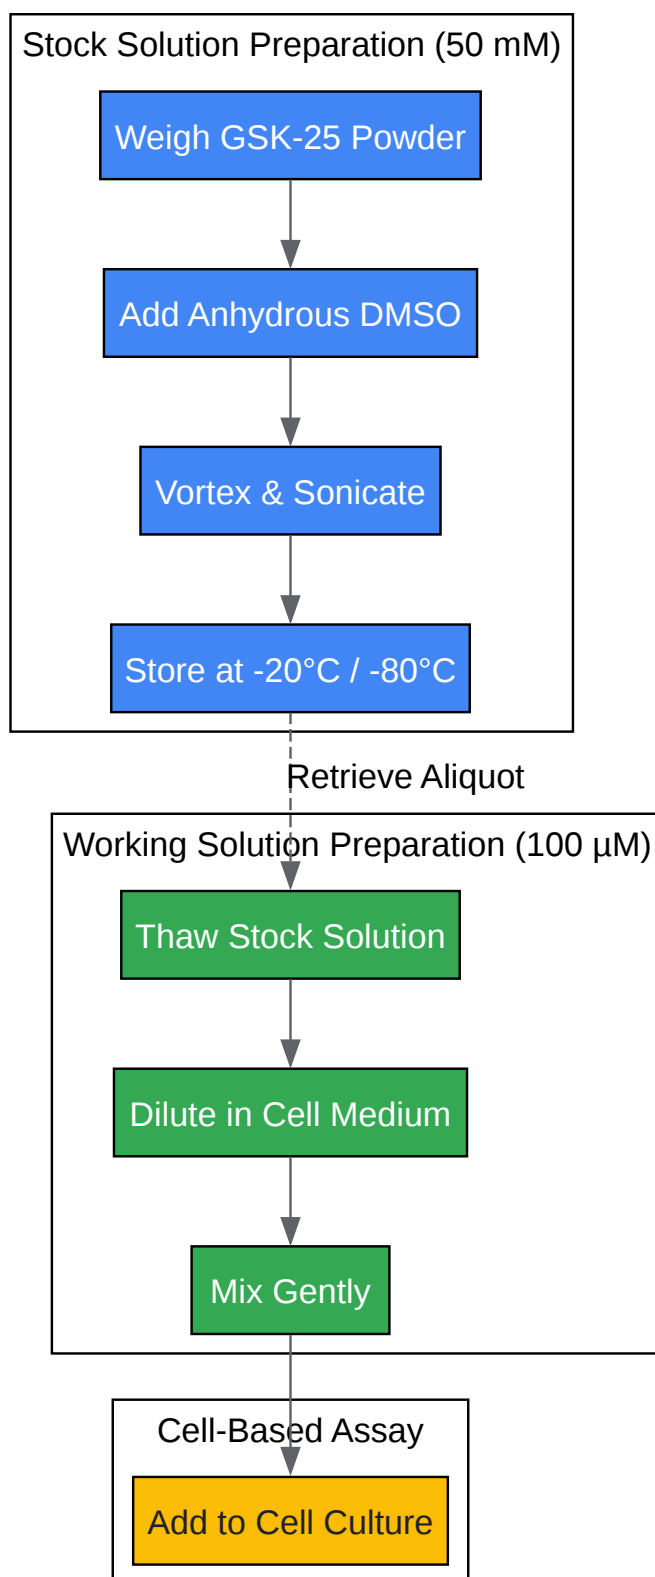 Stock Solution Preparation (50 mM)
Weigh GSK-25 Powder
Add Anhydrous DMSO
Vortex & Sonicate
Store at -20°C / -80°C
Retrieve Aliquot
Working Solution Preparation (100 µM)
Thaw Stock Solution
Dilute in Cell Medium
Mix Gently
Cell-Based Assay
Add to Cell Culture